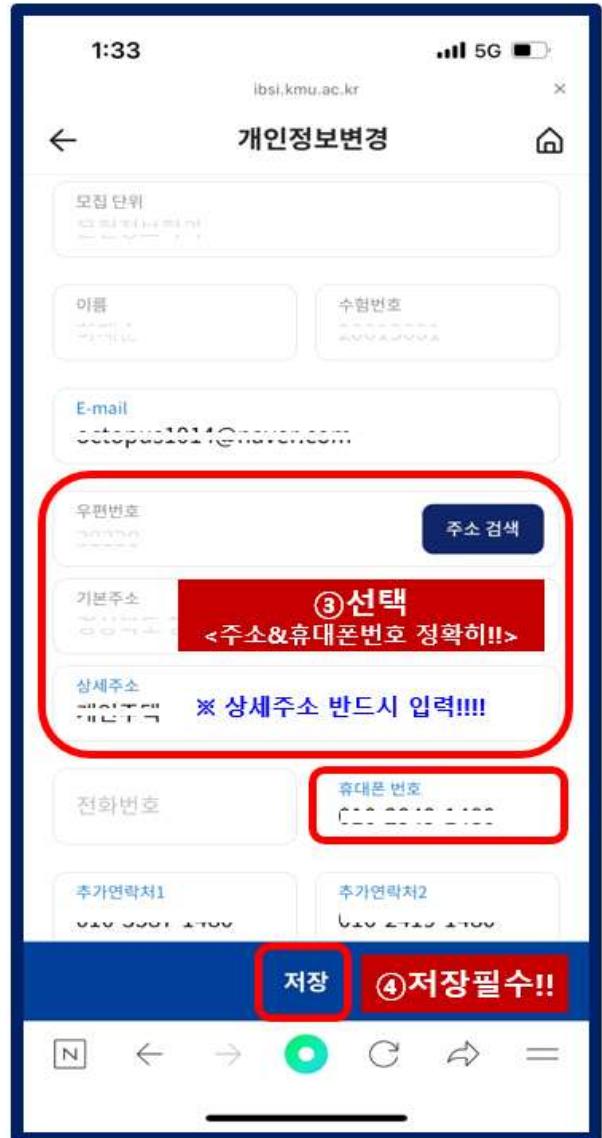 1:33
5G
ibsi.kmu.ac.kr
개인정보변경
모집 단위
이름
수험번호
E-mail
우편번호
주소 검색
기본주소
③선택
<주소&휴대폰번호 정확히!!>
상세주소
개인주택
※ 상세주소 반드시 입력!!!!
전화번호
휴대폰 번호
추가연락처1
추가연락처2
저장
④저장필수!!
N